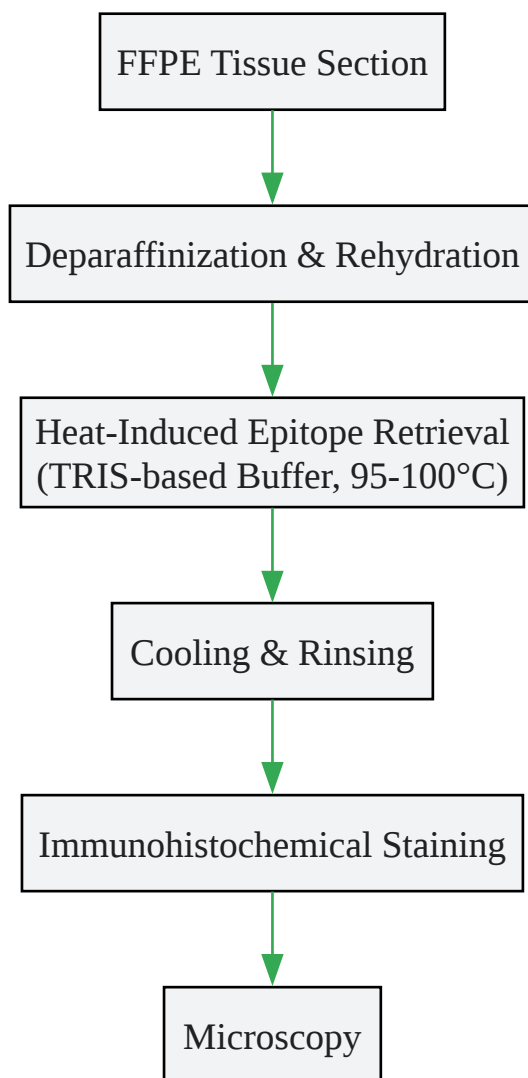 FFPE Tissue Section
Deparaffinization & Rehydration
Heat-Induced Epitope Retrieval
(TRIS-based Buffer, 95-100°C)
Cooling & Rinsing
Immunohistochemical Staining
Microscopy